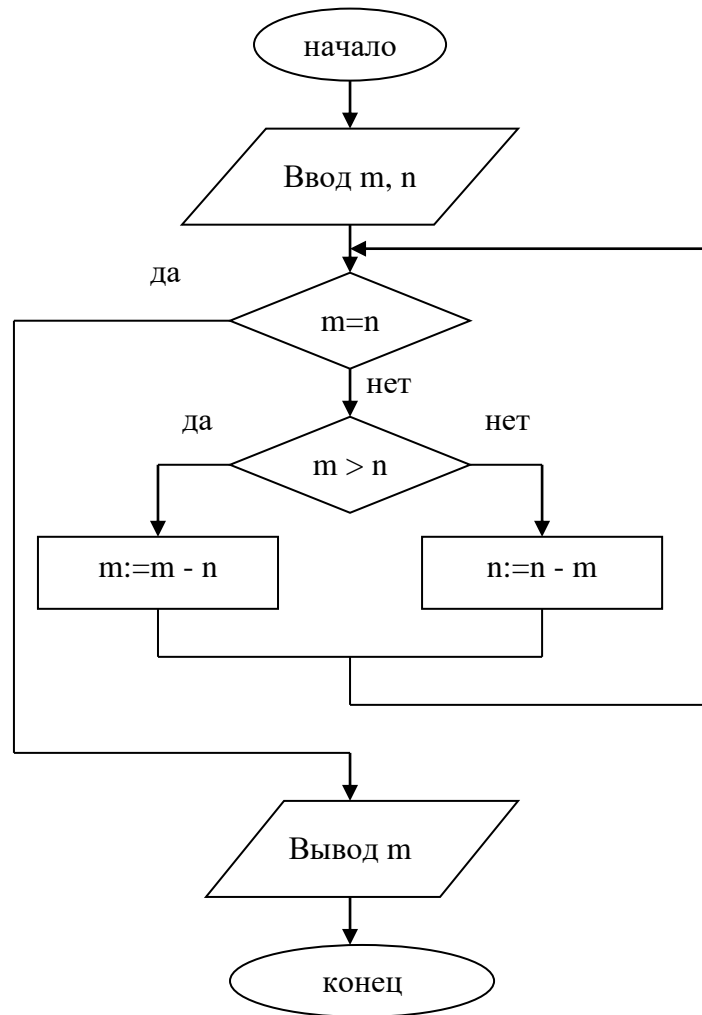 начало
Ввод m, n
да
m=n
нет
да
нет
m > n
m:=m - n
n:=n - m
Вывод m
конец